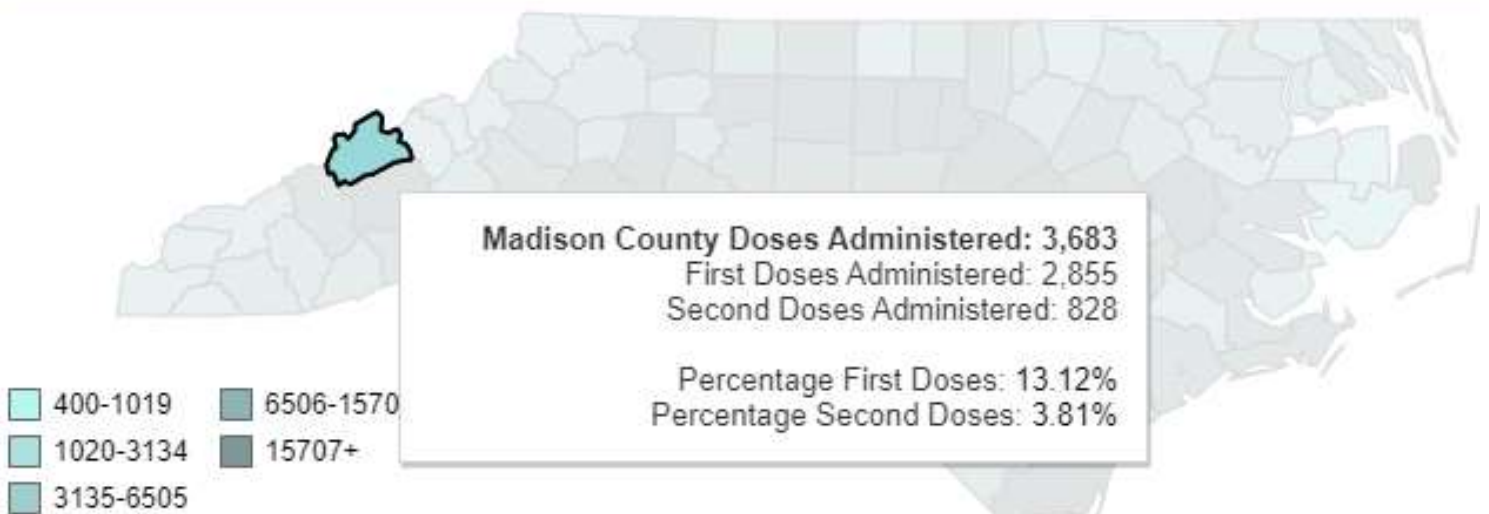 Madison County Doses Administered: 3,683
First Doses Administered: 2,855
Second Doses Administered: 828
Percentage First Doses: 13.12%
Percentage Second Doses: 3.81%
400-1019
1020-3134
3135-6505
6506-1570
15707+